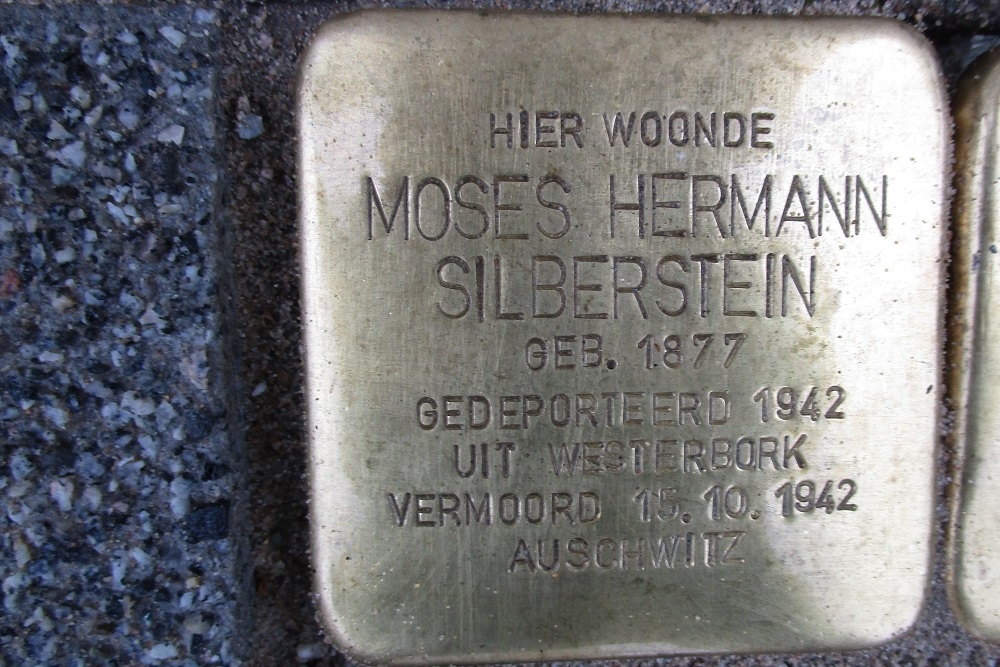 HIER WOONDE
MOSES HERMANN
SILBERSTEIN
GEB. 1877
GEDEPORTEERD 1942
UIT WESTERBORK
VERMOORD 15.10.1942
AUSCHWITZ